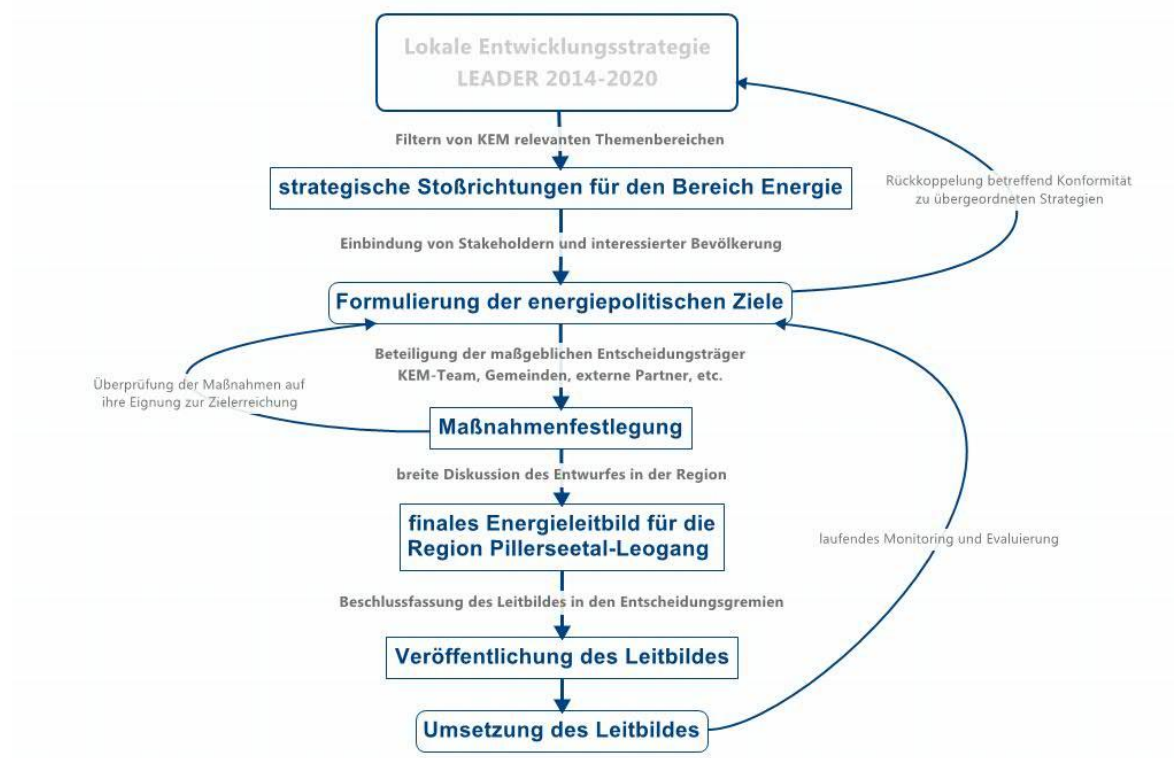 Lokale Entwicklungsstrategie
LEADER 2014-2020
Filtern von KEM relevanten Themenbereichen
strategische Stoßrichtungen für den Bereich Energie
Rückkoppelung betreffend Konformität
zu übergeordneten Strategien
Einbindung von Stakeholdern und interessierter Bevölkerung
Formulierung der energiepolitischen Ziele
Beteiligung der maßgeblichen Entscheidungsträger
KEM-Team, Gemeinden, externe Partner, etc.
Überprüfung der Maßnahmen auf
ihre Eignung zur Zielerreichung
Maßnahmenfestlegung
breite Diskussion des Entwurfes in der Region
finales Energieleitbild für die
Region Pillerseetal-Leogang
laufendes Monitoring und Evaluierung
Beschlussfassung des Leitbildes in den Entscheidungsgremien
Veröffentlichung des Leitbildes
Umsetzung des Leitbildes